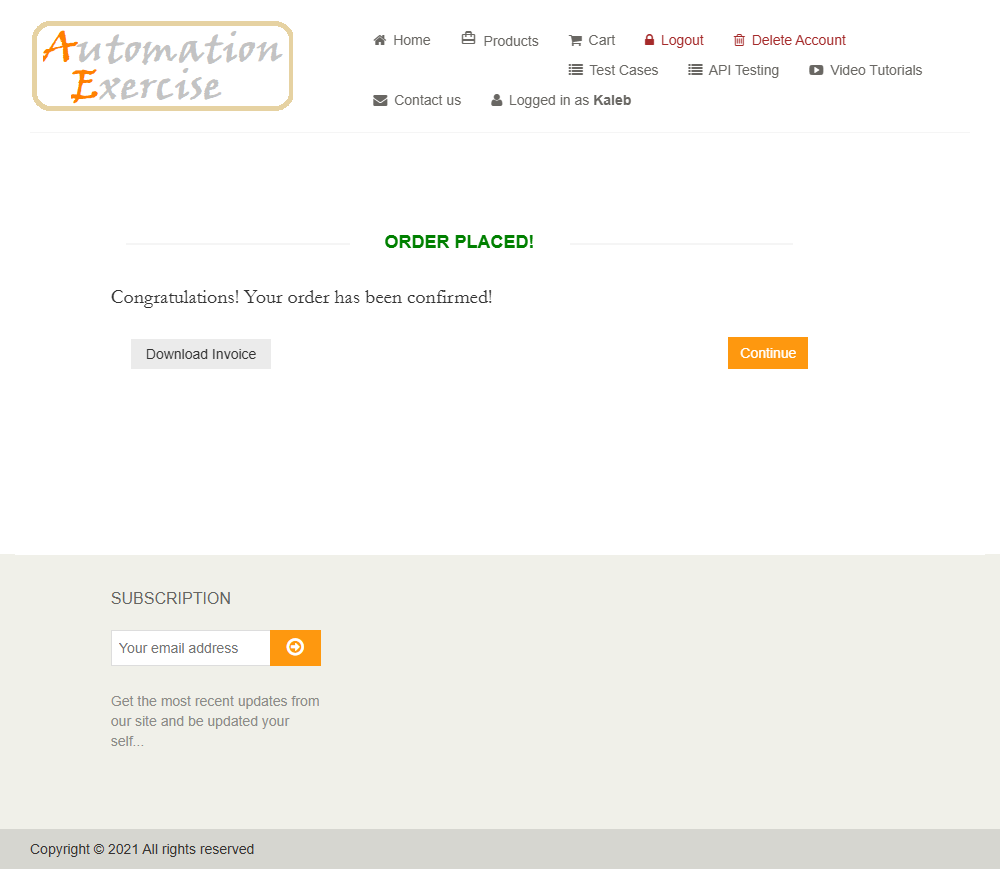 Automation
Exercise
Home Products Cart Logout Delete Account
Test Cases API Testing Video Tutorials
Contact us Logged in as Kaleb
ORDER PLACED!
Congratulations! Your order has been confirmed!
Download Invoice Continue
SUBSCRIPTION
Your email address
Get the most recent updates from
our site and be updated your
self...
Copyright © 2021 All rights reserved